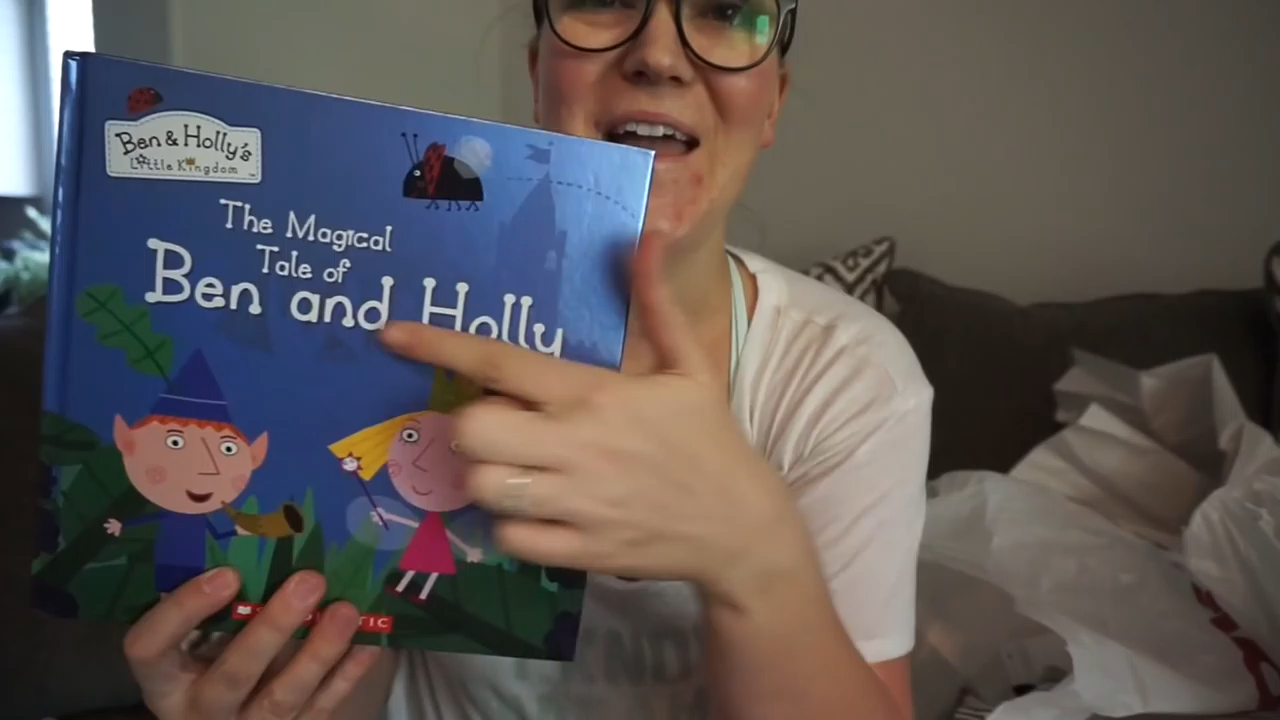 Ben & Holly's
Little Kingdom
The Magical
Tale of
Ben and Holly